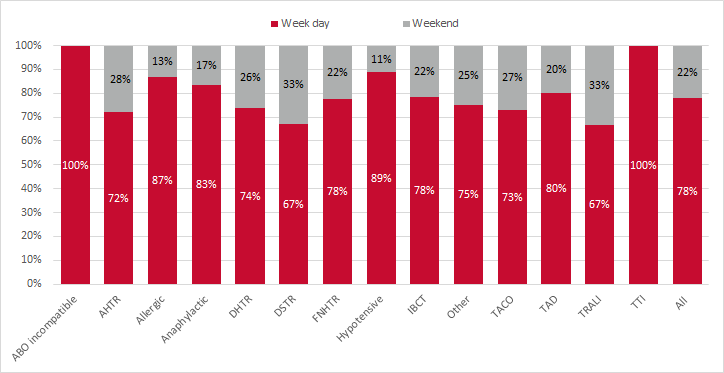 Week day Weekend
100%
90%
80%
70%
60%
50%
40%
30%
20%
10%
0%
28% 13% 17% 26% 33% 22% 11% 22% 25% 27% 20% 33% 22%
100% 72% 87% 83% 74% 67% 78% 89% 78% 75% 73% 80% 67% 100% 78%
ABO incompatible
AHTR
Allergic
Anaphylactic
DHTR
DSTR
FNHTR
Hypotensive
IBCT
Other
TACO
TAD
TRALI
TTI
All